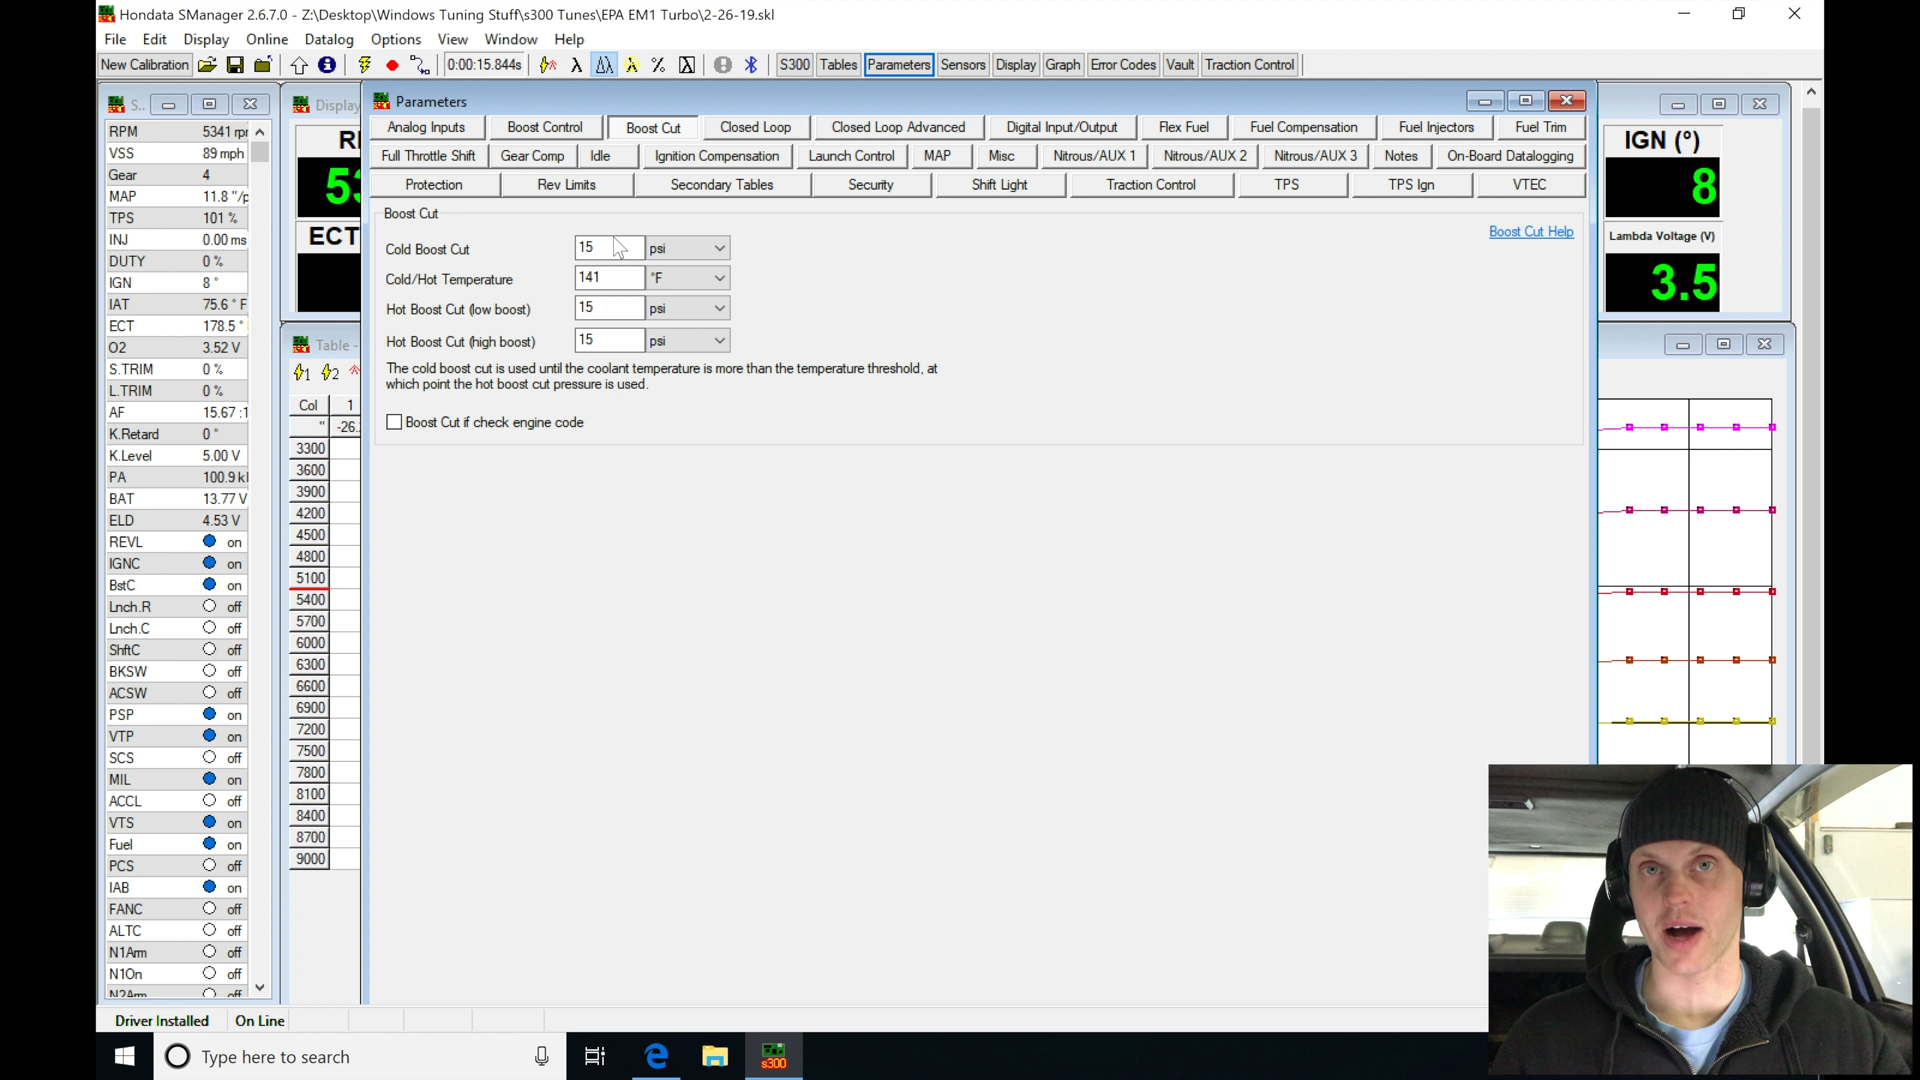 Hondata SManager 2.6.7.0 - Z:\Desktop\Windows Tuning Stuff\s300 Tunes\EPA EM1 Turbo\2-26-19.skl
File Edit Display Online Datalog Options View Window Help
New Calibration 0:00:15.844s S300 Tables Parameters Sensors Display Graph Error Codes Vault Traction Control
S.. Display Parameters
Analog Inputs Boost Control Boost Cut Closed Loop Closed Loop Advanced Digital Input/Output Flex Fuel Fuel Compensation Fuel Injectors Fuel Trim
Full Throttle Shift Gear Comp Idle Ignition Compensation Launch Control MAP Misc Nitrous/AUX 1 Nitrous/AUX 2 Nitrous/AUX 3 Notes On-Board Datalogging
Protection Rev Limits Secondary Tables Security Shift Light Traction Control TPS TPS Ign VTEC
Boost Cut
Boost Cut Help
Cold Boost Cut 15 psi
Cold/Hot Temperature 141 °F
Hot Boost Cut (low boost) 15 psi
Hot Boost Cut (high boost) 15 psi
The cold boost cut is used until the coolant temperature is more than the temperature threshold, at
which point the hot boost cut pressure is used.
Boost Cut if check engine code
RPM 5341 rpr
VSS 89 mph
Gear 4
MAP 11.8 "/p
TPS 101 %
INJ 0.00 ms
DUTY 0 %
IGN 8 °
IAT 75.6 ° F
ECT 178.5 °
O2 3.52 V
S.TRIM 0 %
L.TRIM 0 %
AF 15.67 :1
K.Retard 0 °
K.Level 5.00 V
PA 100.9 kl
BAT 13.77 V
ELD 4.53 V
REVL on
IGNC on
BstC on
Lnch.R off
Lnch.C off
ShftC off
BKSW off
ACSW off
PSP on
VTP on
SCS off
MIL on
ACCL off
VTS on
Fuel on
PCS off
IAB on
FANC off
ALTC off
N1Arm off
N1On off
N2Arm off
ECT
Table -
1 2
Col 1
" -26.
3300
3600
3900
4200
4500
4800
5100
5400
5700
6000
6300
6600
6900
7200
7500
7800
8100
8400
8700
9000
IGN (°)
8
Lambda Voltage (V)
3.5
Driver Installed On Line
Type here to search
s300